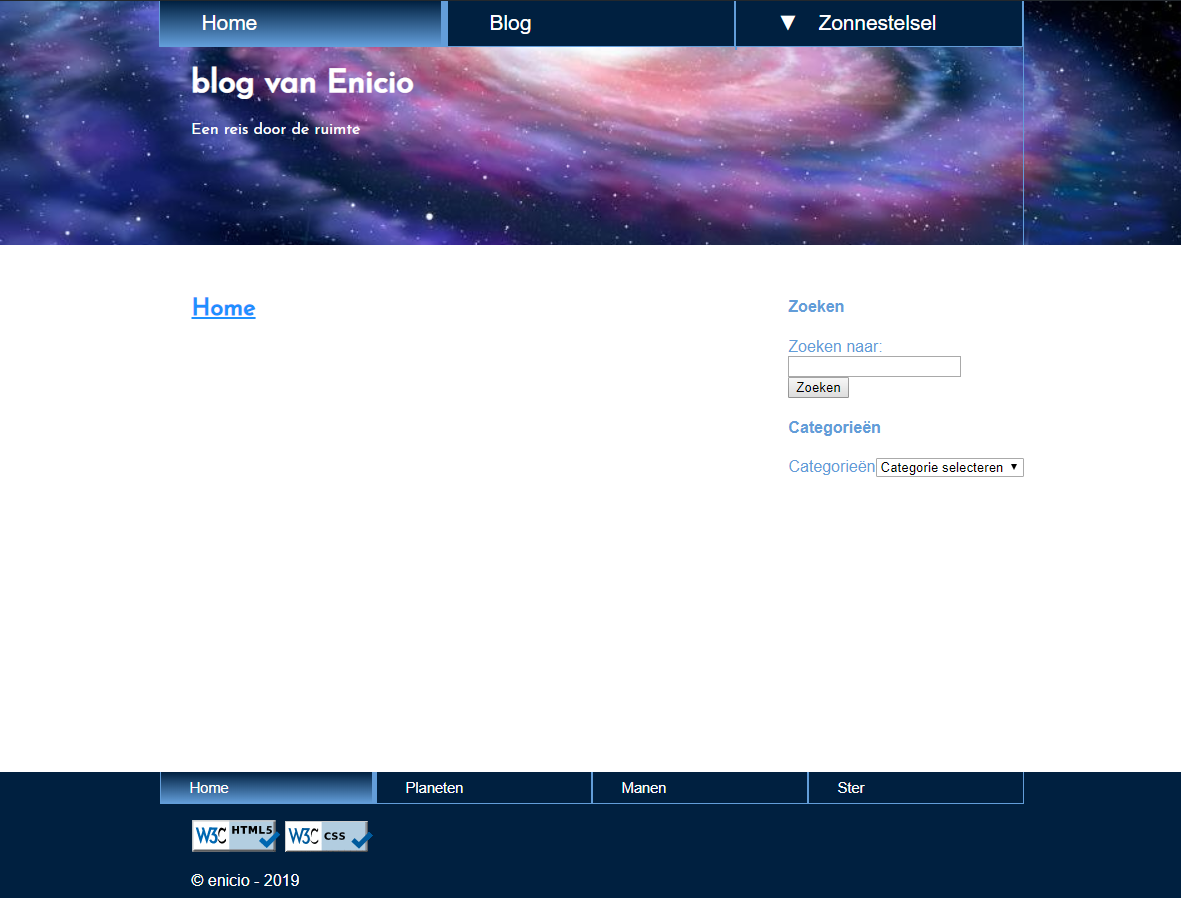 Home Blog ▼ Zonnestelsel
blog van Enicio
Een reis door de ruimte
Home
Zoeken
Zoeken naar:
Zoeken
Categorieën
Categorieën Categorie selecteren ▼
Home Planeten Manen Ster
W3C HTML5 W3C CSS
© enicio - 2019